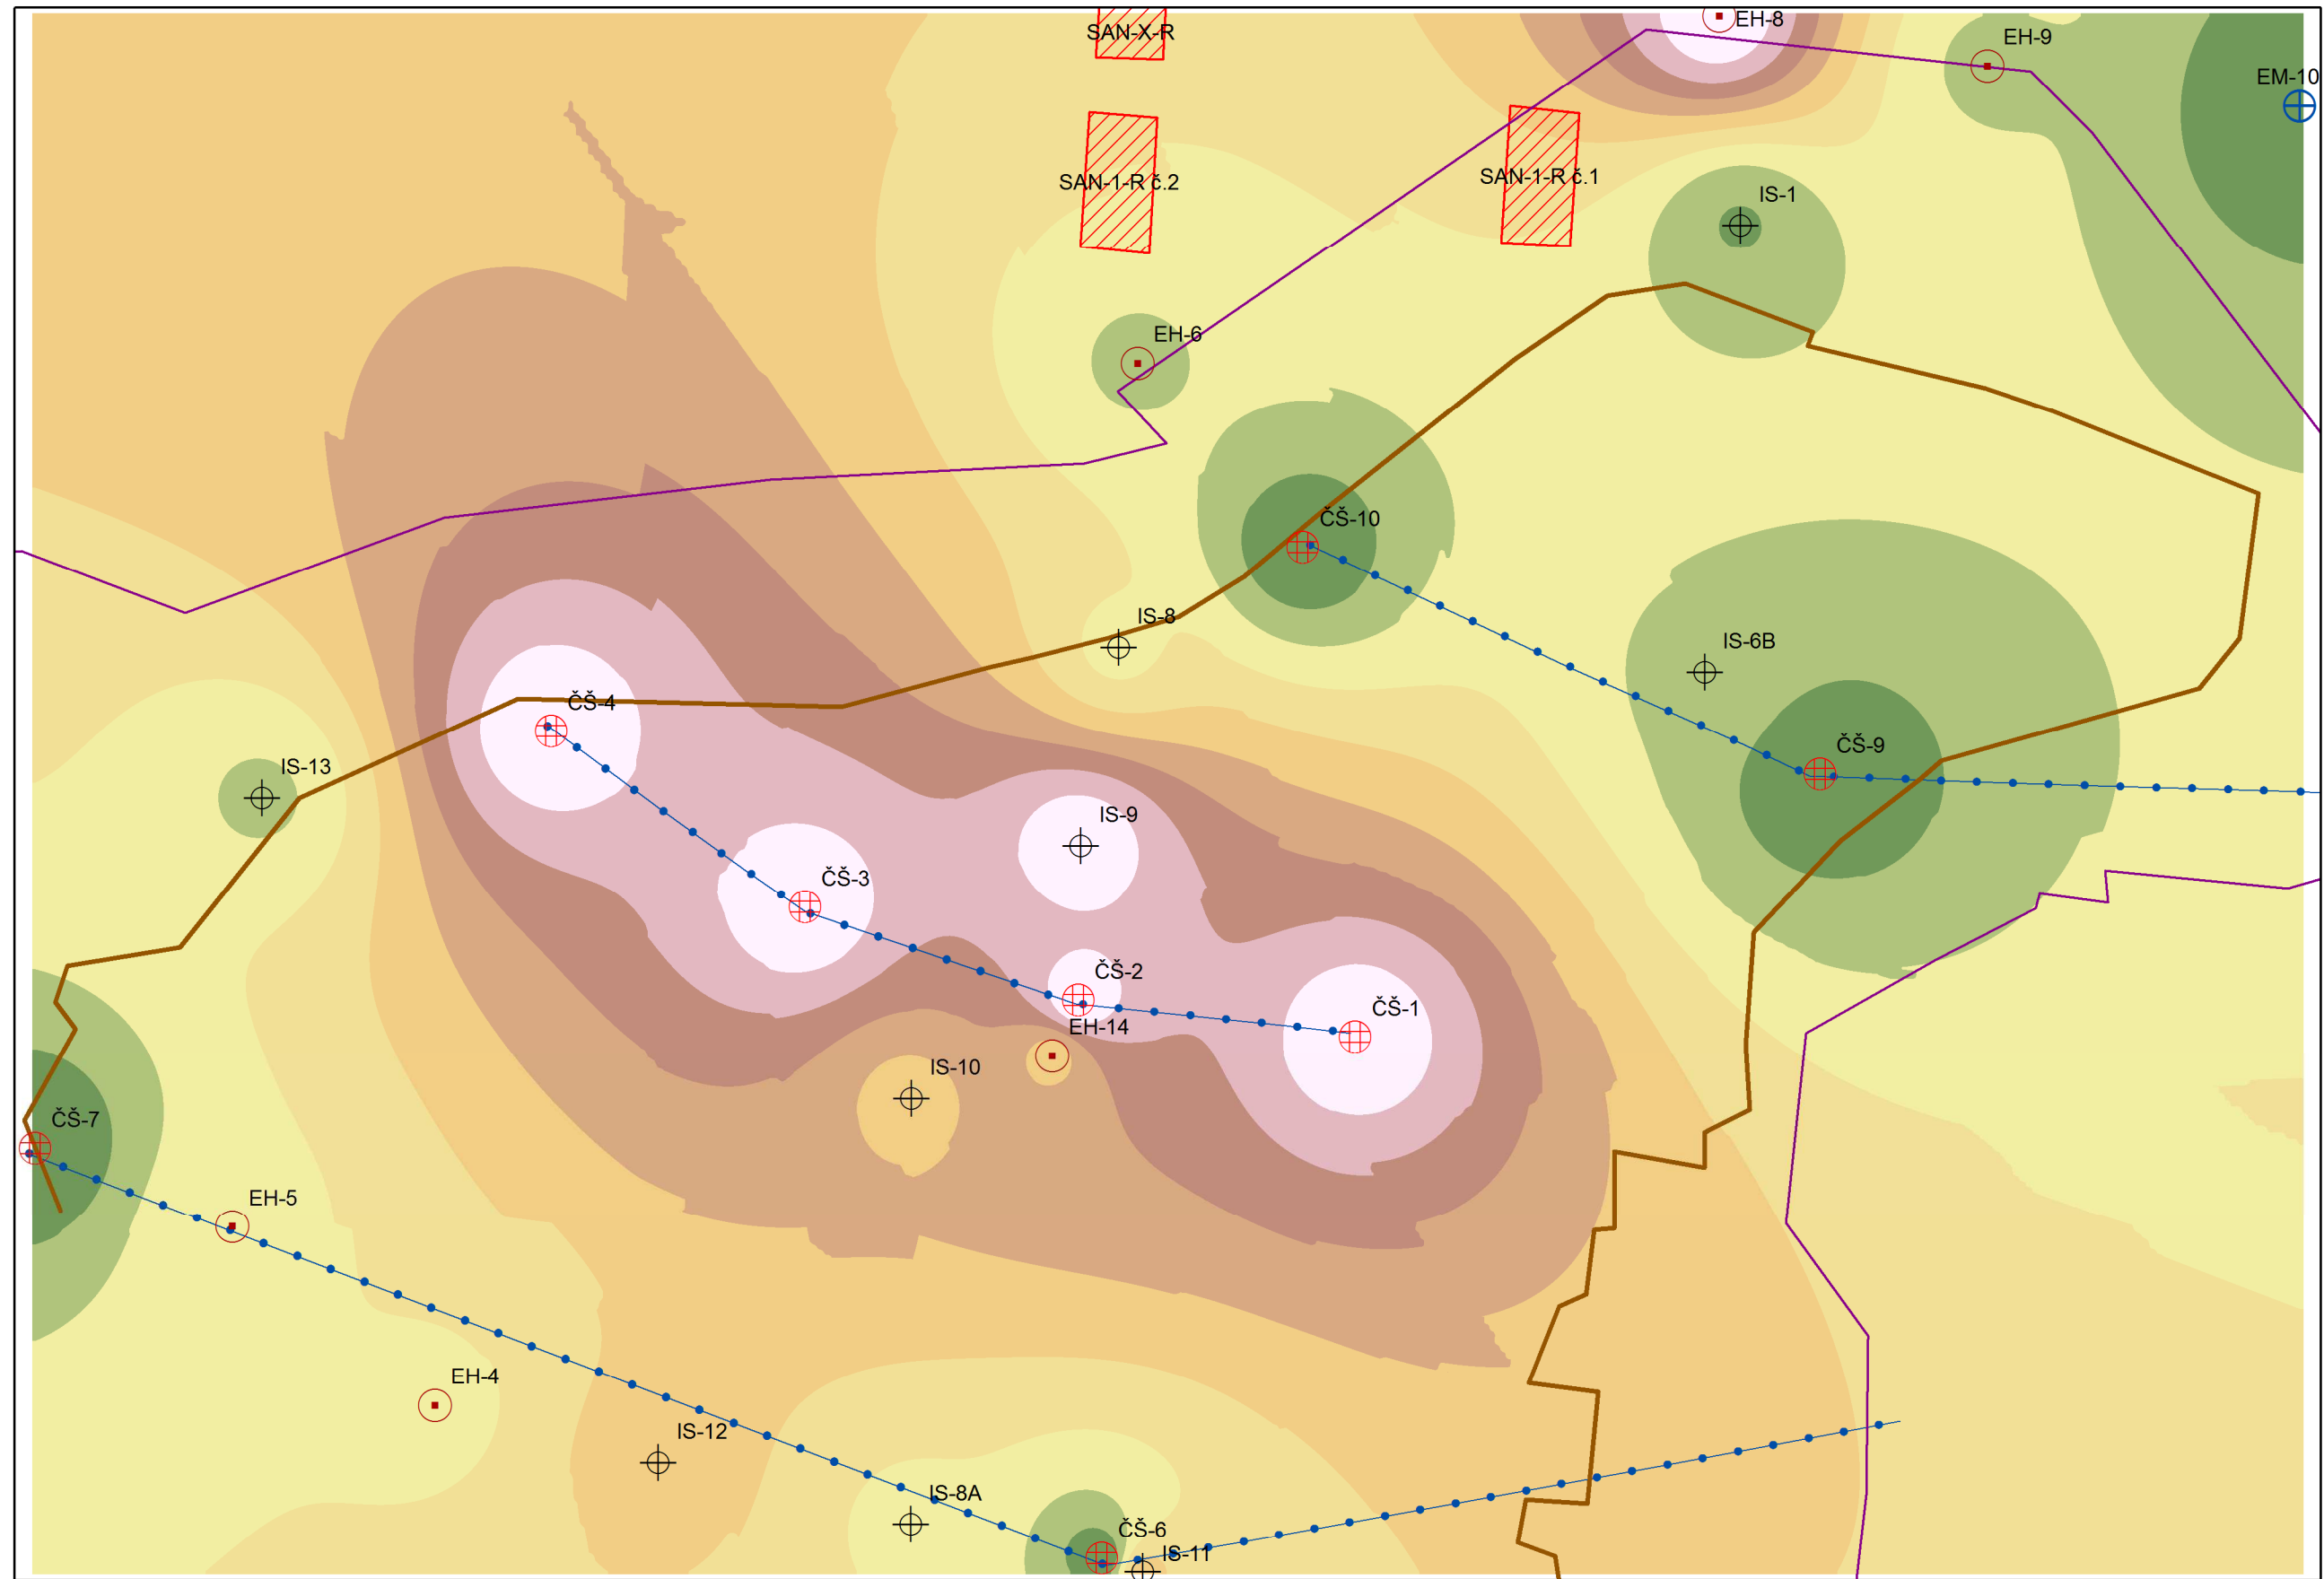 EH-8
SAN-X-R
EH-9
EM-10
SAN-1-R č.2
SAN-1-R č.1
IS-1
EH-6
ČŠ-10
IS-8
IS-6B
ČŠ-4
ČŠ-9
IS-13
IS-9
ČŠ-3
ČŠ-2
ČŠ-1
EH-14
IS-10
ČŠ-7
EH-5
EH-4
IS-12
IS-8A
ČŠ-6
IS-11